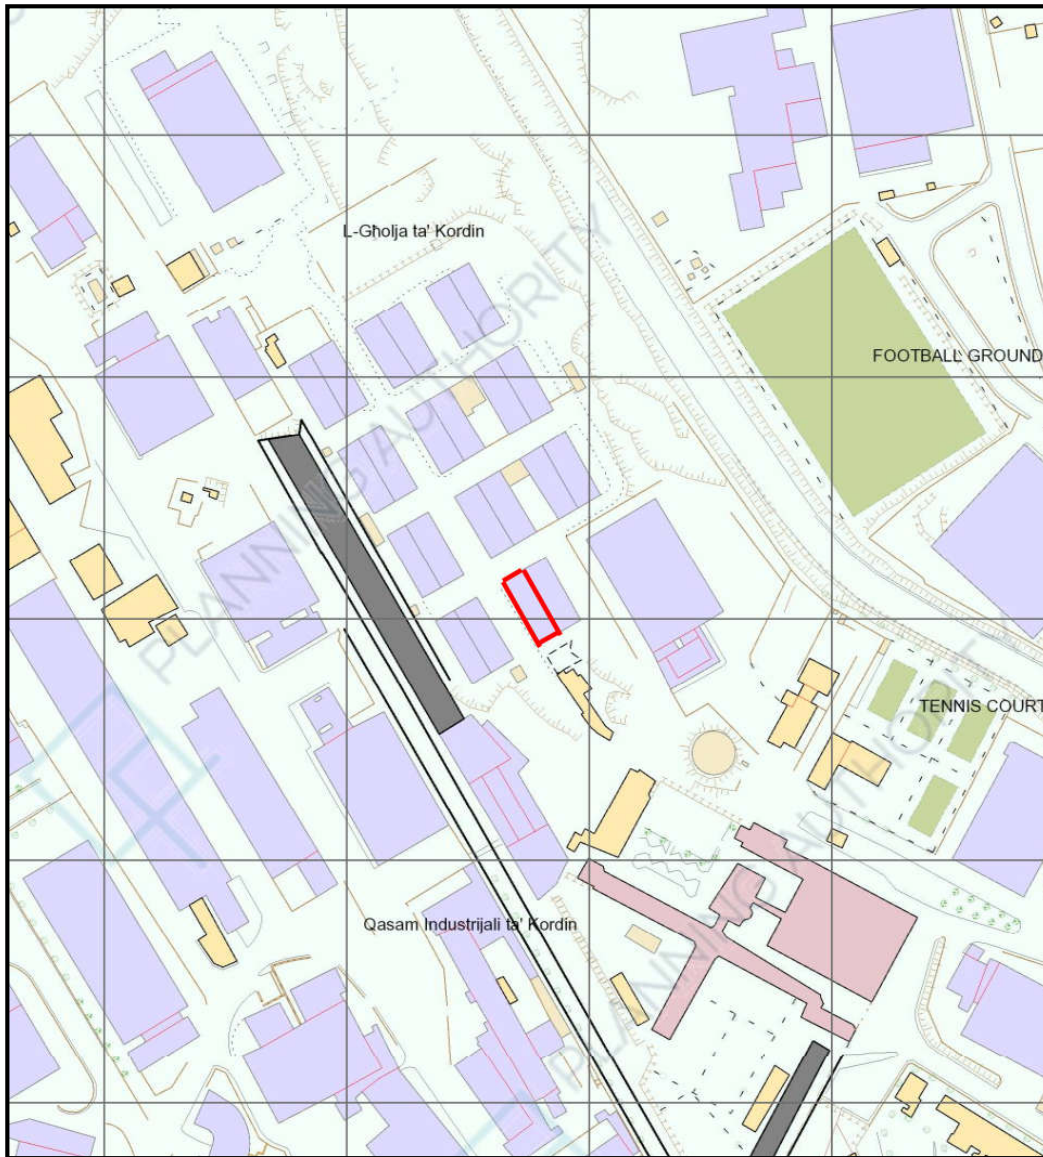 L-Għolja ta' Kordin
FOOTBALL GROUND
TENNIS COURT
Qasam Industrijali ta' Kordin
PLANNING AUTHORITY
PLANNING AUTHORITY